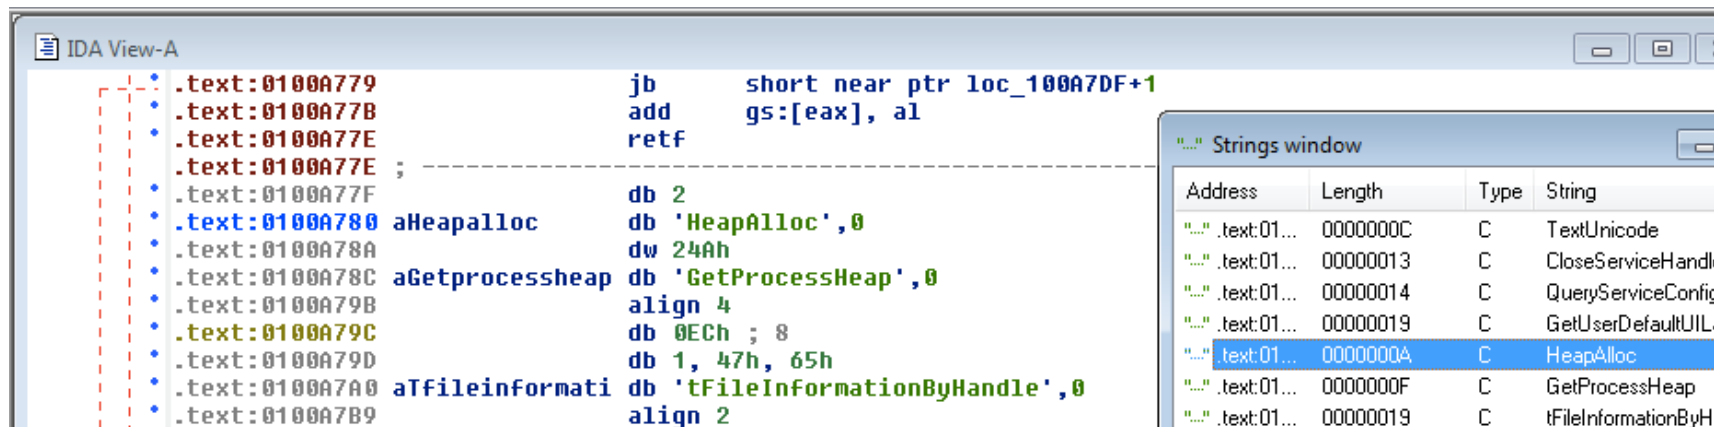 IDA View-A
.text:0100A779 jb short near ptr loc_100A7DF+1
.text:0100A77B add gs:[eax], al
.text:0100A77E retf
.text:0100A77E ; ---------------------------------------------------------------
.text:0100A77F db 2
.text:0100A780 aHeapalloc db 'HeapAlloc',0
.text:0100A78A dw 24Ah
.text:0100A78C aGetprocessheap db 'GetProcessHeap',0
.text:0100A79B align 4
.text:0100A79C db 0ECh ; 8
.text:0100A79D db 1, 47h, 65h
.text:0100A7A0 aTfileinformati db 'tFileInformationByHandle',0
.text:0100A7B9 align 2
"..." Strings window
Address Length Type String
"..." .text:01... 0000000C C TextUnicode
"..." .text:01... 00000013 C CloseServiceHandl
"..." .text:01... 00000014 C QueryServiceConfig
"..." .text:01... 00000019 C GetUserDefaultUIL
"..." .text:01... 0000000A C HeapAlloc
"..." .text:01... 0000000F C GetProcessHeap
"..." .text:01... 00000019 C tFileInformationByH